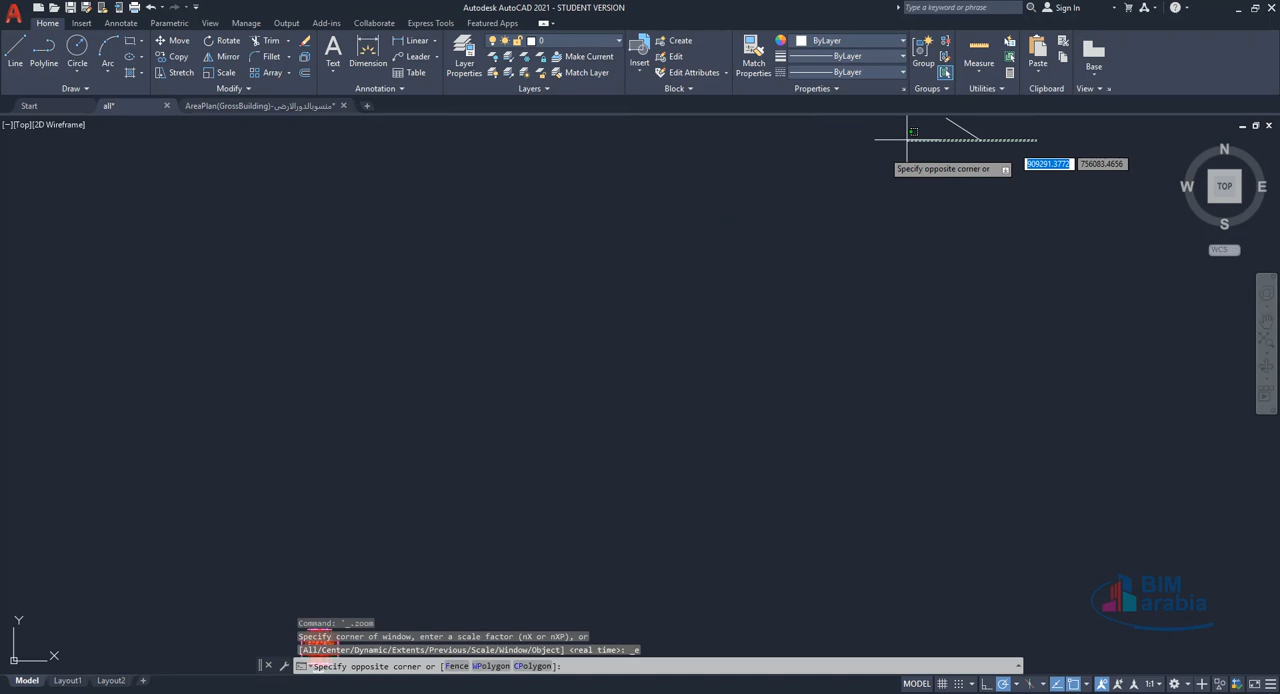 Autodesk AutoCAD 2021 - STUDENT VERSION
Type a keyword or phrase
Sign In
Home Insert Annotate Parametric View Manage Output Add-ins Collaborate Express Tools Featured Apps
Line Polyline Circle Arc
Move Rotate Trim
Copy Mirror Fillet
Stretch Scale Array
Text Dimension
Linear
Leader
Table
Layer Properties
0
Make Current
Match Layer
Insert
Create
Edit
Edit Attributes
Match Properties
ByLayer
ByLayer
ByLayer
Group Measure Paste Base
Draw Modify Annotation Layers Block Properties Groups Utilities Clipboard View
Start all* AreaPlan(GrossBuilding)-منسوبالدورالارضى*
[–][Top][2D Wireframe]
Specify opposite corner or
909291.3772 756083.4656
N
W TOP E
S
WCS
BIM
arabia
Y
X
Command: '_.zoom
Specify corner of window, enter a scale factor (nX or nXP), or
[All/Center/Dynamic/Extents/Previous/Scale/Window/Object] <real time>: _e
Specify opposite corner or [Fence WPolygon CPolygon]:
Model Layout1 Layout2 +
MODEL 1:1